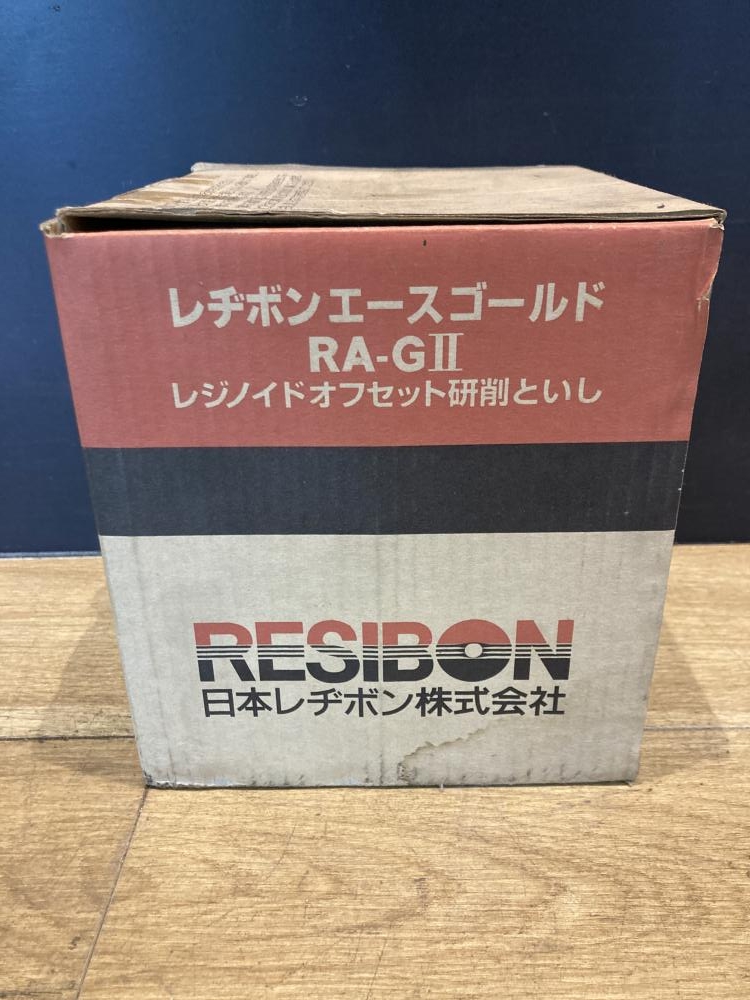 レヂボンエースゴールド
RA-GⅡ
レジノイドオフセット研削といし
RESIBON
日本レヂボン株式会社